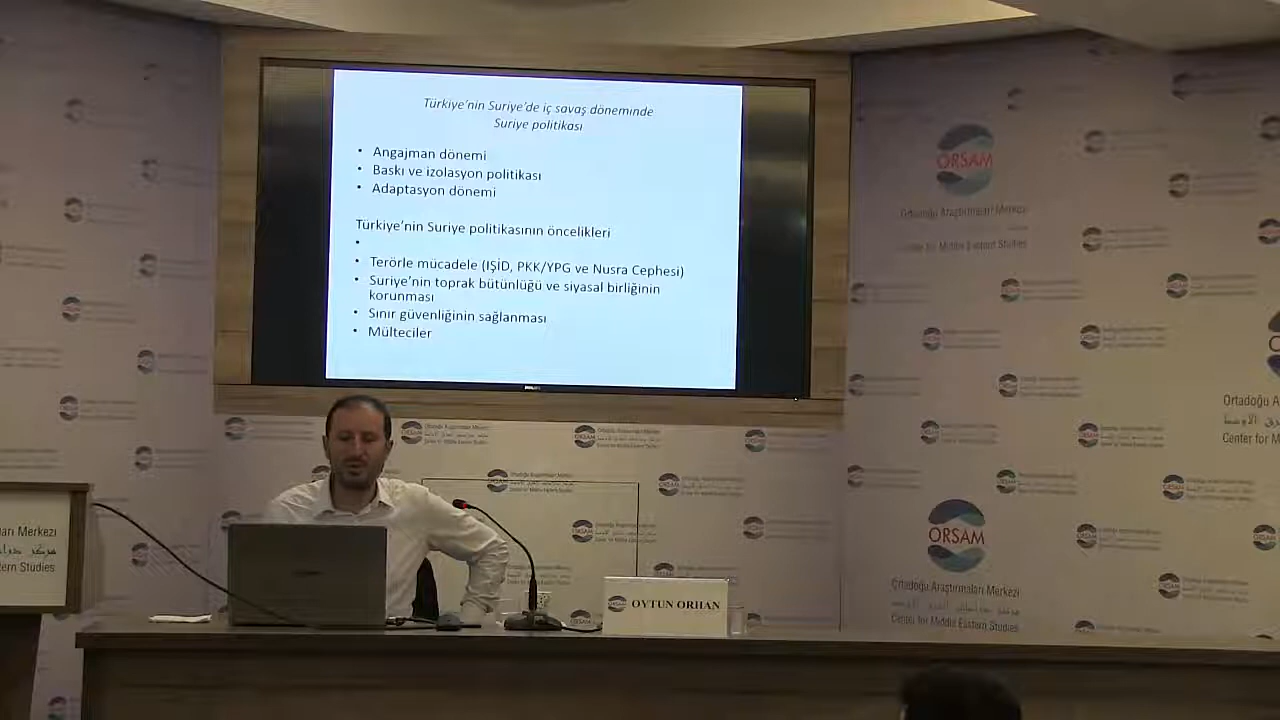 Türkiye'nin Suriye'de iç savaş döneminde
Suriye politikası
• Angajman dönemi
• Baskı ve izolasyon politikası
• Adaptasyon dönemi
Türkiye'nin Suriye politikasının öncelikleri
•
• Terörle mücadele (IŞİD, PKK/YPG ve Nusra Cephesi)
• Suriye'nin toprak bütünlüğü ve siyasal birliğinin
korunması
• Sınır güvenliğinin sağlanması
• Mülteciler
ORSAM
Ortadoğu Araştırmaları Merkezi
Center for Middle Eastern Studies
Ortadoğu A
Center for M
ORSAM
Ortadoğu Araştırmaları Merkezi
Center for Middle Eastern Studies
arı Merkezi
tern Studies
ORSAM
OYTUN ORHAN